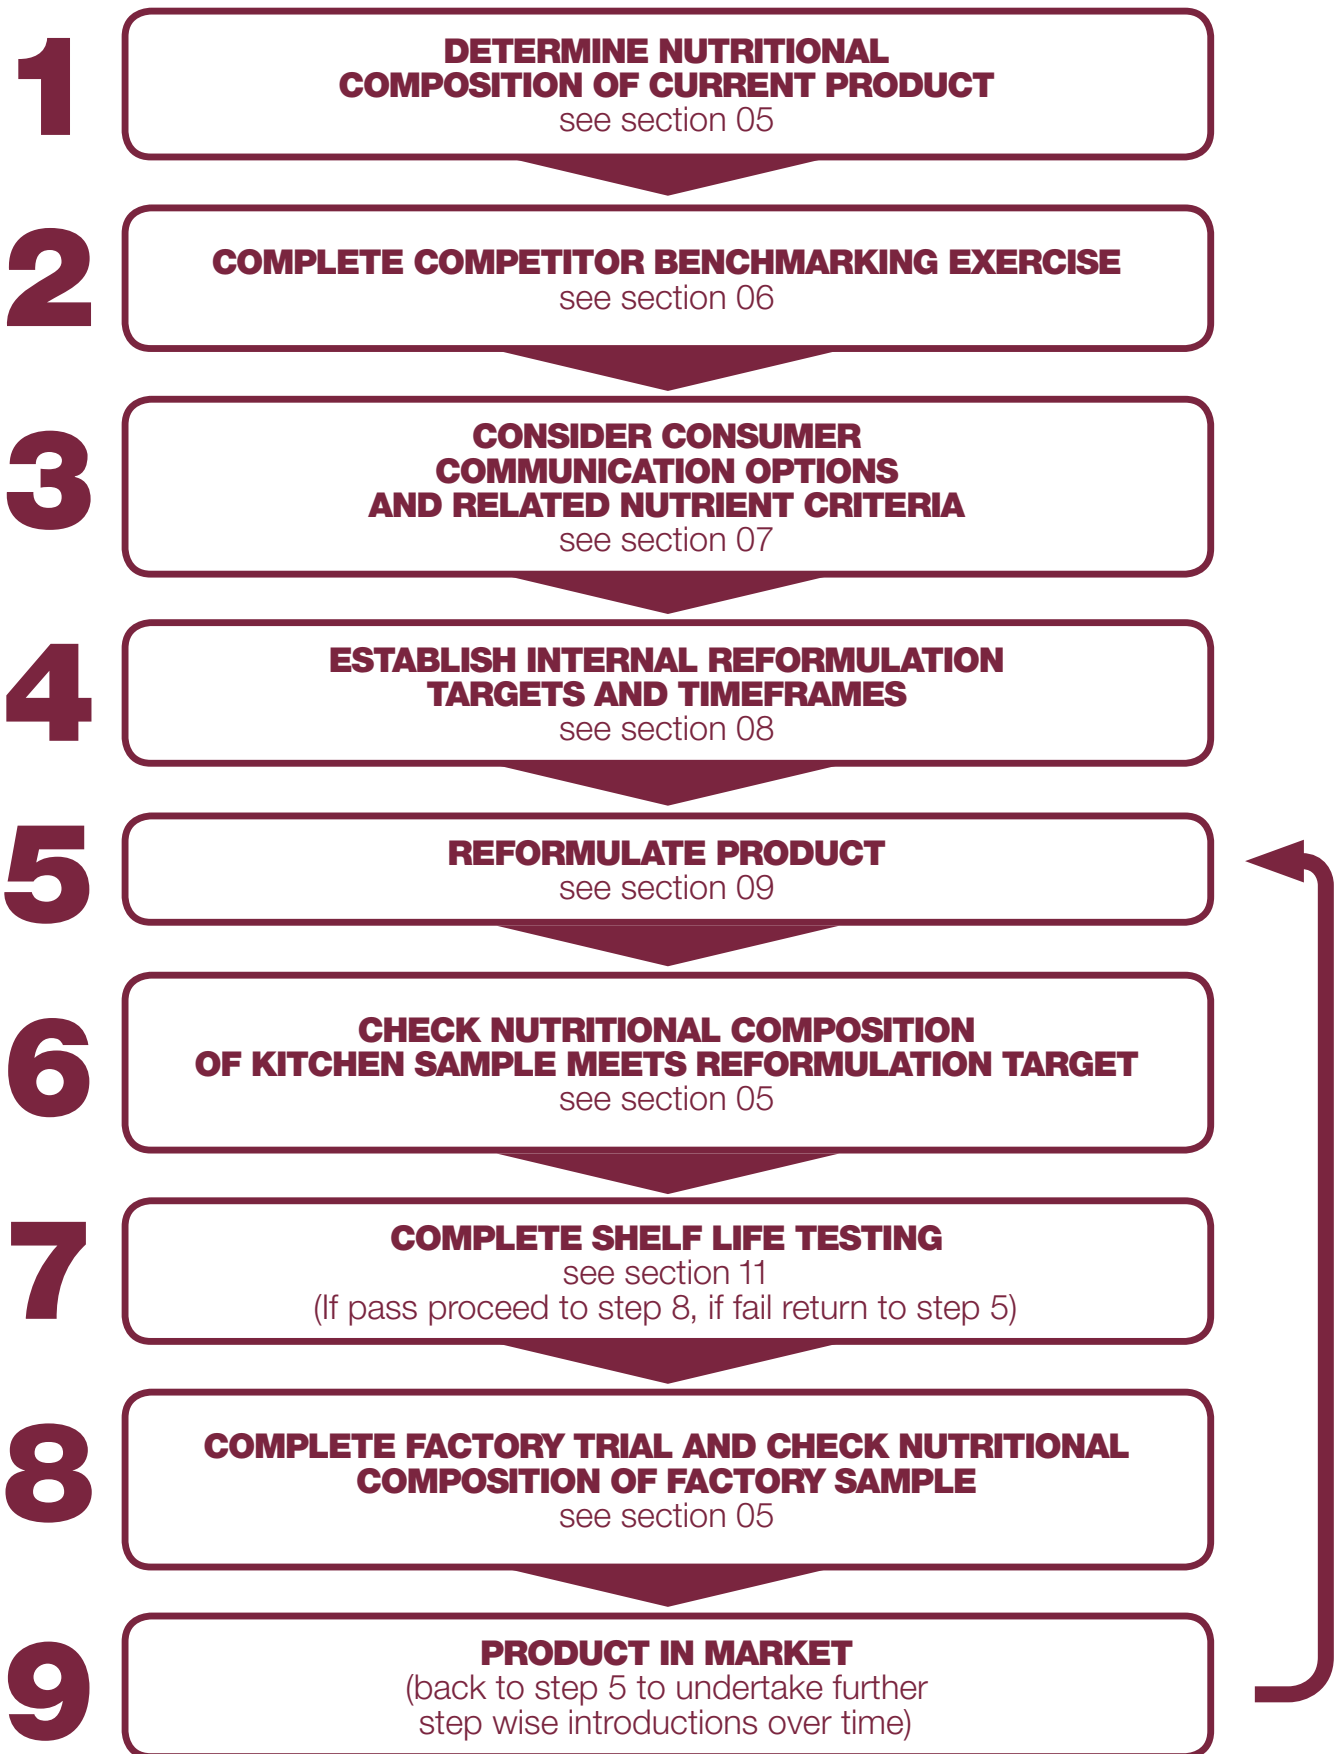 1
DETERMINE NUTRITIONAL
COMPOSITION OF CURRENT PRODUCT
see section 05
2
COMPLETE COMPETITOR BENCHMARKING EXERCISE
see section 06
3
CONSIDER CONSUMER
COMMUNICATION OPTIONS
AND RELATED NUTRIENT CRITERIA
see section 07
4
ESTABLISH INTERNAL REFORMULATION
TARGETS AND TIMEFRAMES
see section 08
5
REFORMULATE PRODUCT
see section 09
6
CHECK NUTRITIONAL COMPOSITION
OF KITCHEN SAMPLE MEETS REFORMULATION TARGET
see section 05
7
COMPLETE SHELF LIFE TESTING
see section 11
(If pass proceed to step 8, if fail return to step 5)
8
COMPLETE FACTORY TRIAL AND CHECK NUTRITIONAL
COMPOSITION OF FACTORY SAMPLE
see section 05
9
PRODUCT IN MARKET
(back to step 5 to undertake further
step wise introductions over time)